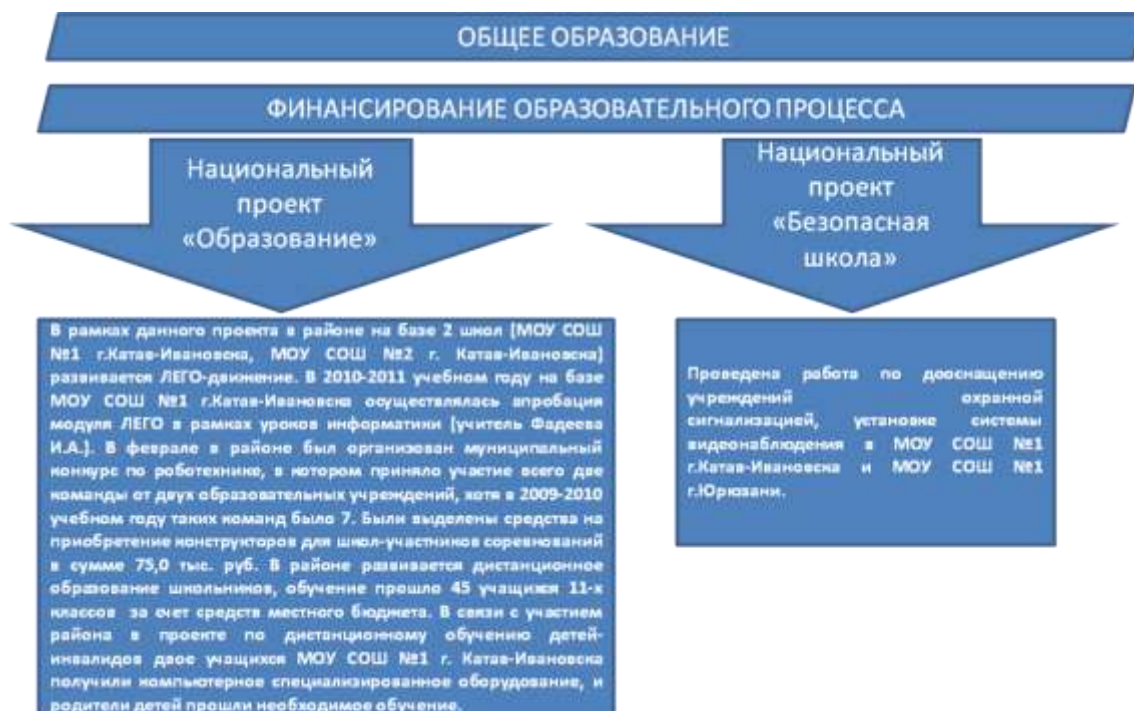 ОБЩЕЕ ОБРАЗОВАНИЕ
ФИНАНСИРОВАНИЕ ОБРАЗОВАТЕЛЬНОГО ПРОЦЕССА
Национальный
проект
«Образование»
Национальный
проект
«Безопасная
школа»
В рамках данного проекта в районе на базе 2 школ (МОУ СОШ
№1 г.Катав-Ивановска, МОУ СОШ №2 г. Катав-Ивановска)
развивается ЛЕГО-движение. В 2010-2011 учебном году на базе
МОУ СОШ №1 г.Катав-Ивановска осуществлялась апробация
модуля ЛЕГО в рамках уроков информатики (учитель Фадеева
И.А.). В феврале в районе был организован муниципальный
конкурс по робототехнике, в котором приняло участие всего две
команды от двух образовательных учреждений, хотя в 2009-2010
учебном году таких команд было 7. Были выделены средства на
приобретение конструкторов для школ-участников соревнований
в сумме 75,0 тыс. руб. В районе развивается дистанционное
образование школьников, обучение прошло 45 учащихся 11-х
классов за счет средств местного бюджета. В связи с участием
района в проекте по дистанционному обучению детей-
инвалидов двое учащихся МОУ СОШ №1 г. Катав-Ивановска
получили компьютерное специализированное оборудование, и
родители детей прошли необходимое обучение.
Проведена работа по дооснащению
учреждений охранной
сигнализацией, установке системы
видеонаблюдения в МОУ СОШ №1
г.Катав-Ивановска и МОУ СОШ №1
г.Юрюзани.